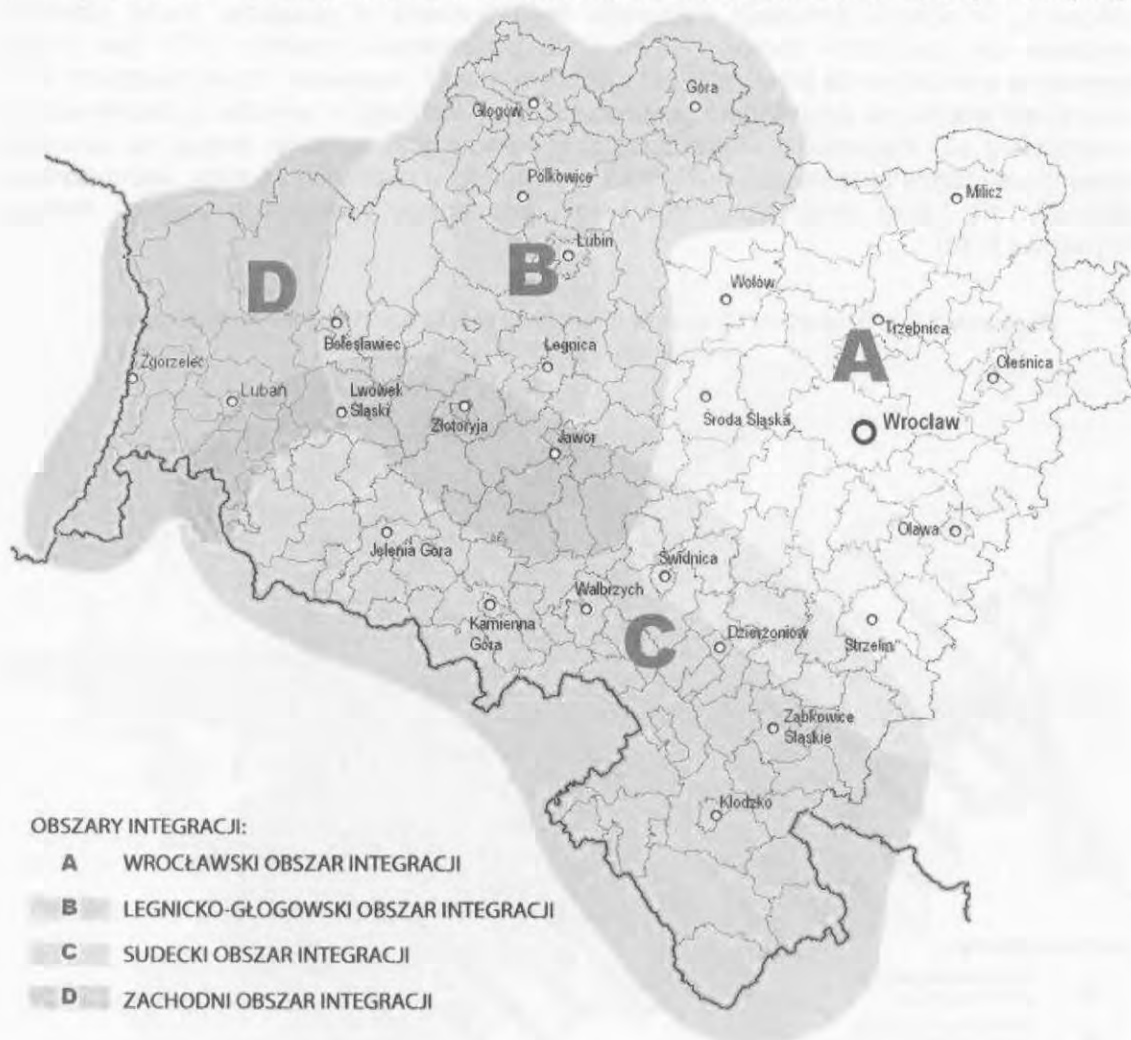 Głogów
Góra
Polkowice
Milicz
Lubin
D
B
Wołów
Bolesławiec
Trzebnica
Legnica
A
Zgorzelec
Oleśnica
Lubań
Lwówek
Śląski
Złotoryja
Środa Śląska
Wrocław
Jawor
Oława
Jelenia Góra
Świdnica
Wałbrzych
Kamienna
Góra
C
Dzierżoniów
Strzelin
Ząbkowice
Śląskie
Kłodzko
OBSZARY INTEGRACJI:
A WROCŁAWSKI OBSZAR INTEGRACJI
B LEGNICKO-GŁOGOWSKI OBSZAR INTEGRACJI
C SUDECKI OBSZAR INTEGRACJI
D ZACHODNI OBSZAR INTEGRACJI